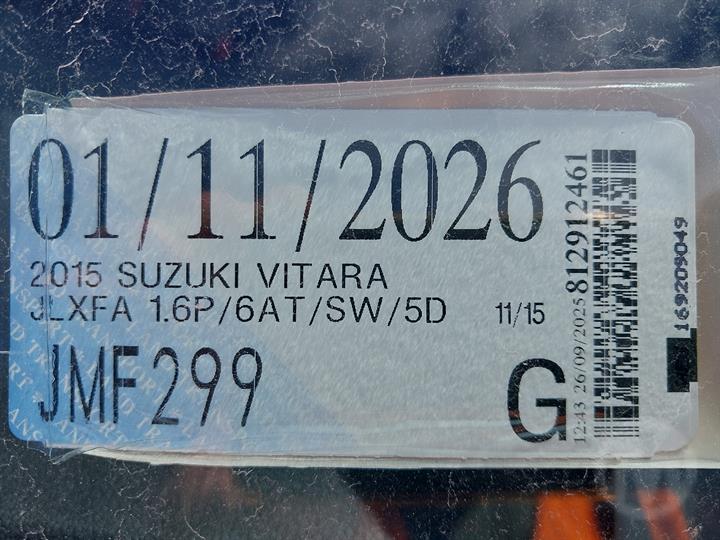 01/11/2026
2015 SUZUKI VITARA
JLXFA 1.6P/6AT/SW/5D 11/15
JMF299
G
12:43 26/09/2025
812912461
169209049